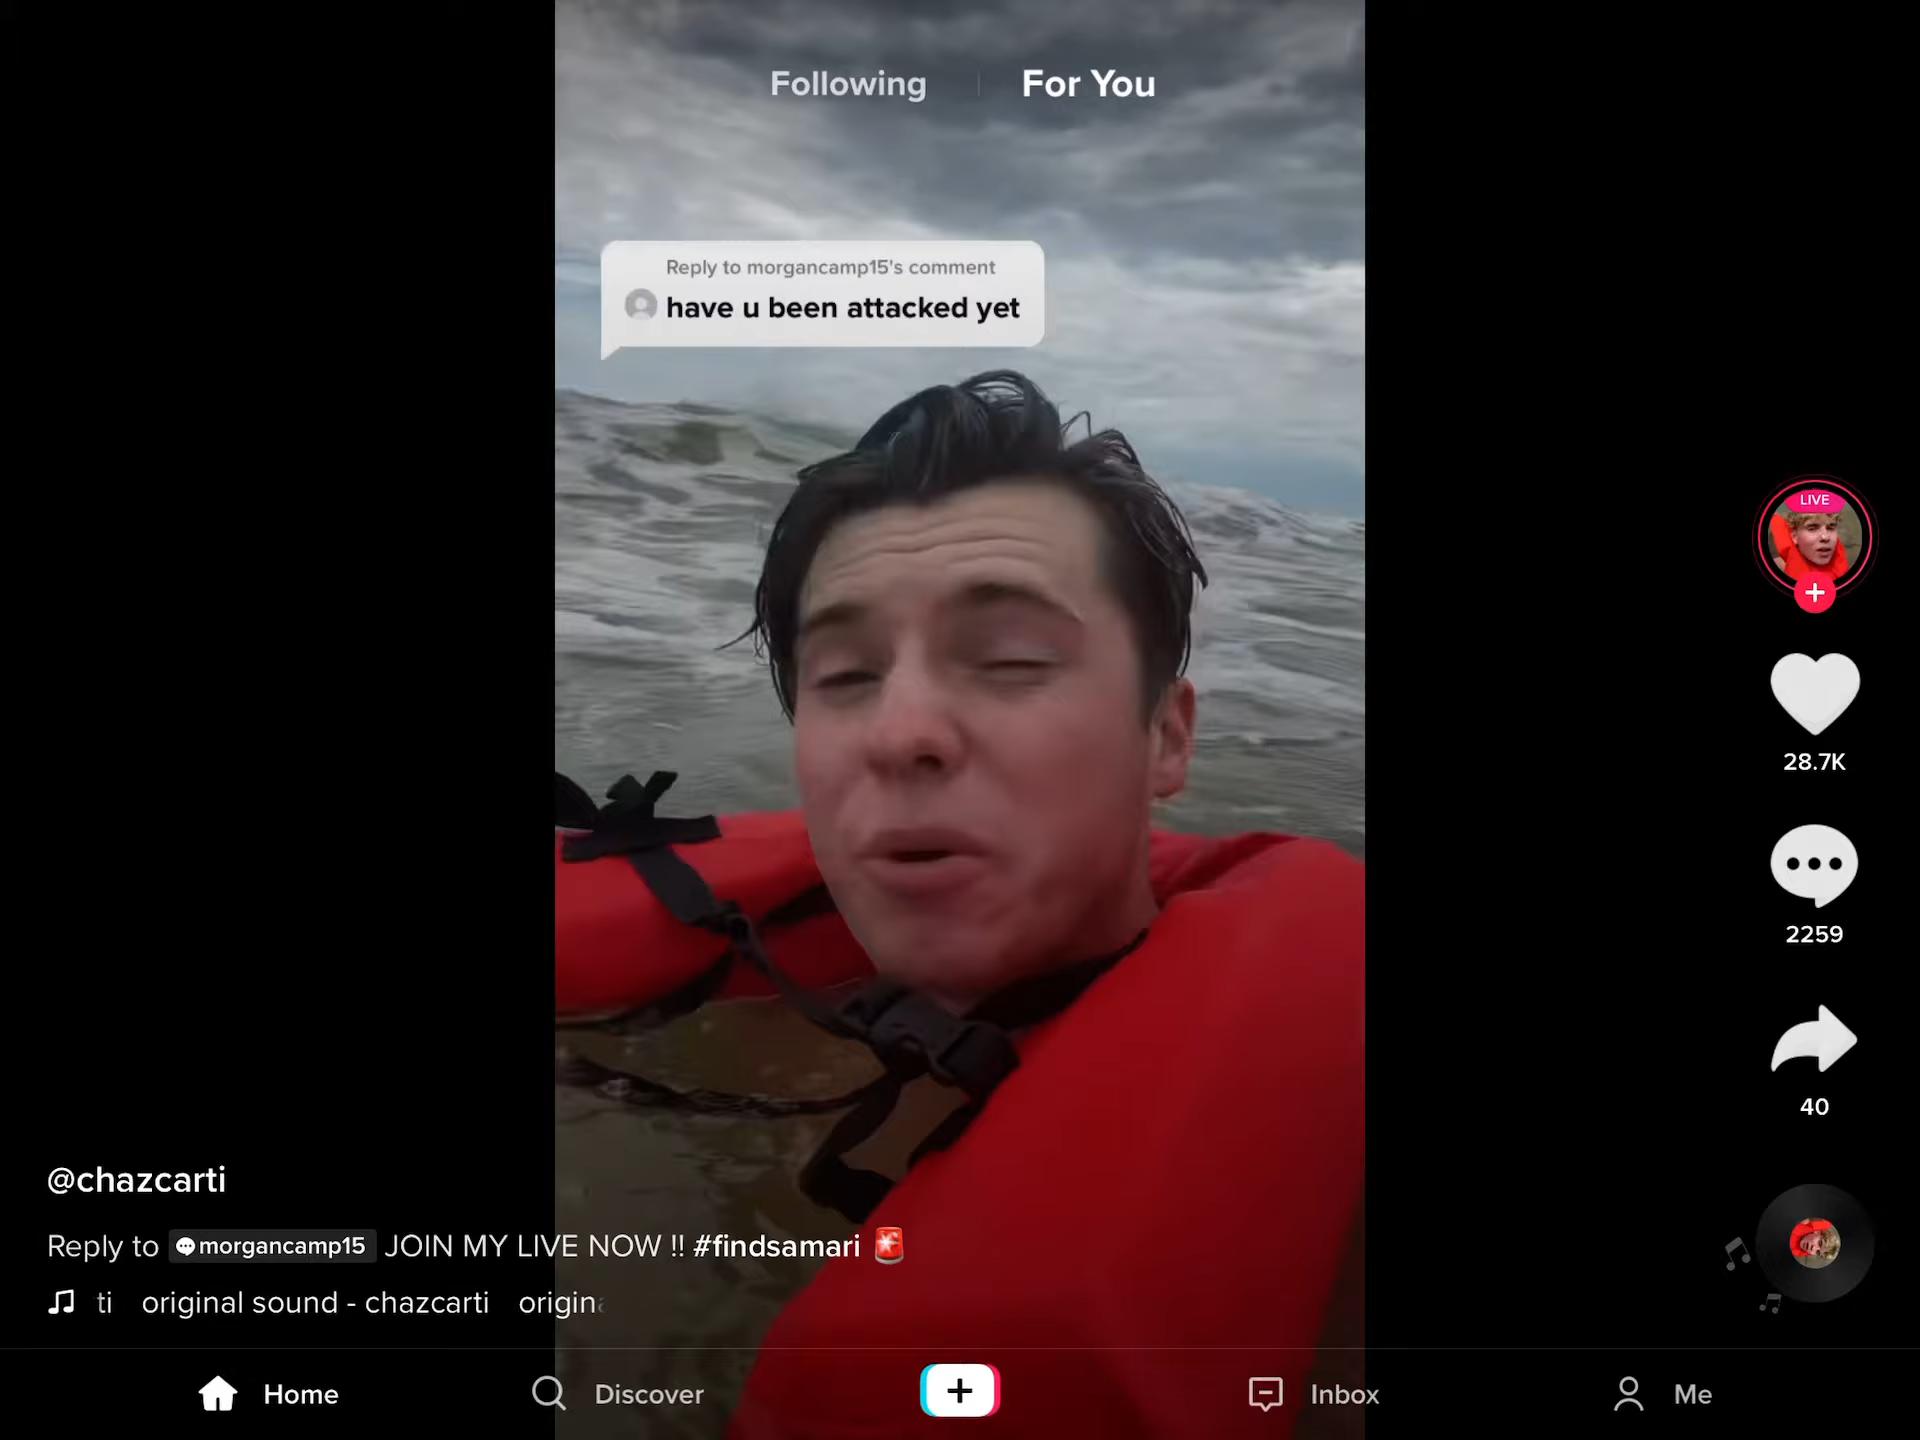 Following
For You
Reply to morgancamp15's comment
have u been attacked yet
LIVE
28.7K
2259
40
@chazcarti
Reply to morgancamp15 JOIN MY LIVE NOW !! #findsamari
ti original sound - chazcarti origin
Home
Discover
Inbox
Me